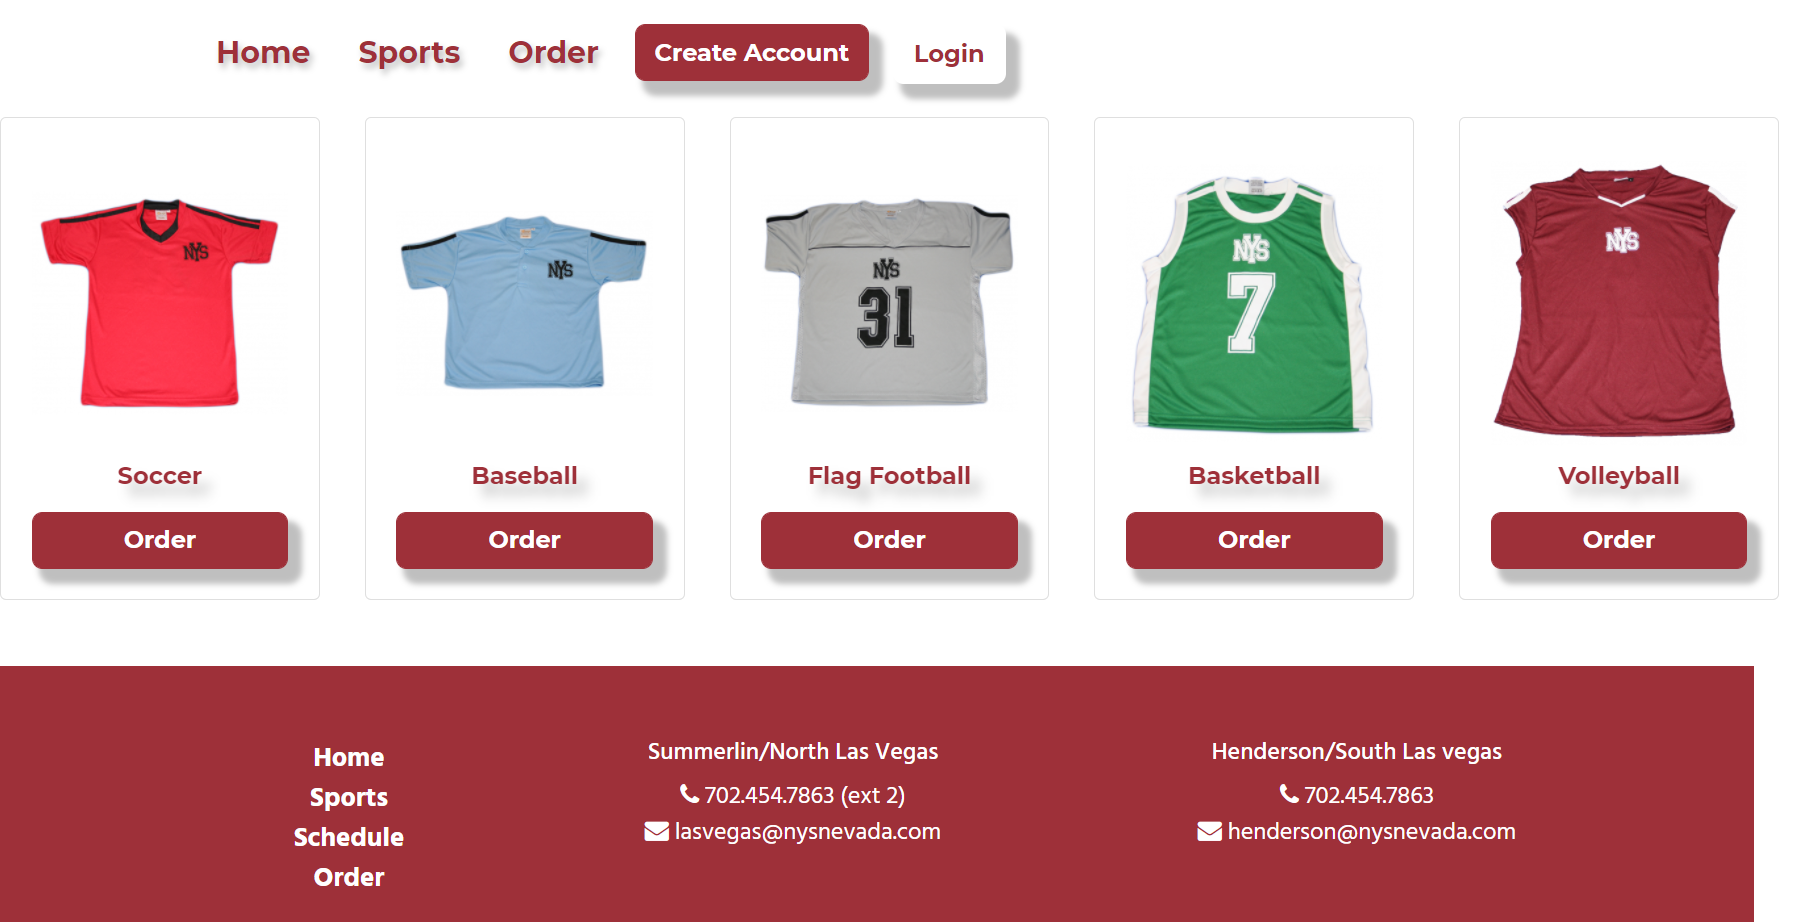 Home Sports Order Create Account Login
NYS
NYS
NYS
31
NYS
7
NYS
Soccer Baseball Flag Football Basketball Volleyball
Order Order Order Order Order
Home
Sports
Schedule
Order
Summerlin/North Las Vegas
702.454.7863 (ext 2)
lasvegas@nysnevada.com
Henderson/South Las vegas
702.454.7863
henderson@nysnevada.com